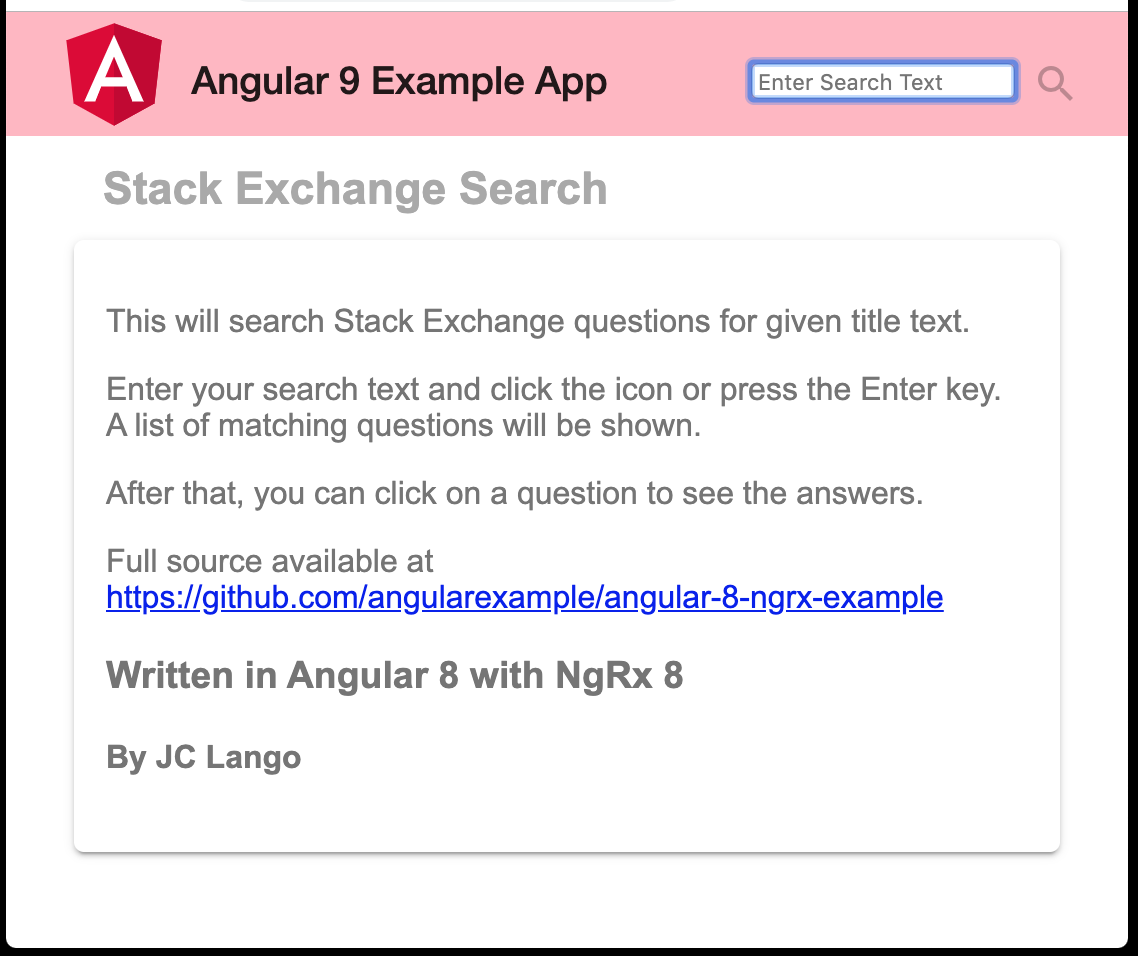 Angular 9 Example App
Enter Search Text
Stack Exchange Search
This will search Stack Exchange questions for given title text.
Enter your search text and click the icon or press the Enter key.
A list of matching questions will be shown.
After that, you can click on a question to see the answers.
Full source available at
https://github.com/angularexample/angular-8-ngrx-example
Written in Angular 8 with NgRx 8
By JC Lango